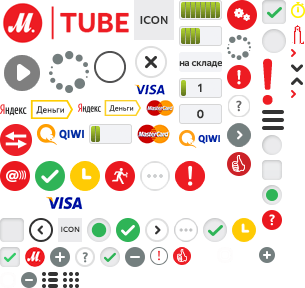 M. TUBE
ICON
на складе
VISA
1
Яндекс Деньги
Яндекс Деньги
MasterCard
0
QIWI
MasterCard
QIWI
VISA
ICON